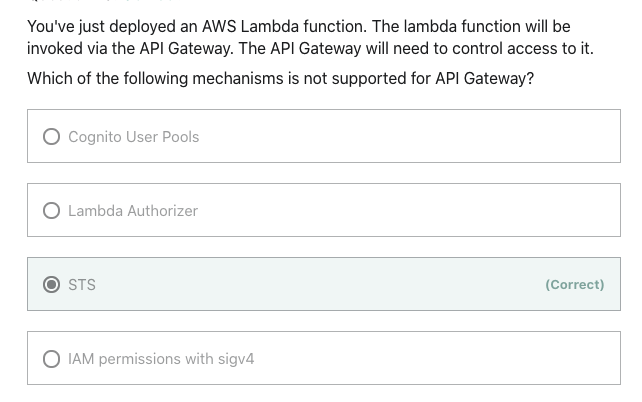 You've just deployed an AWS Lambda function. The lambda function will be
invoked via the API Gateway. The API Gateway will need to control access to it.
Which of the following mechanisms is not supported for API Gateway?
Cognito User Pools
Lambda Authorizer
STS (Correct)
IAM permissions with sigv4